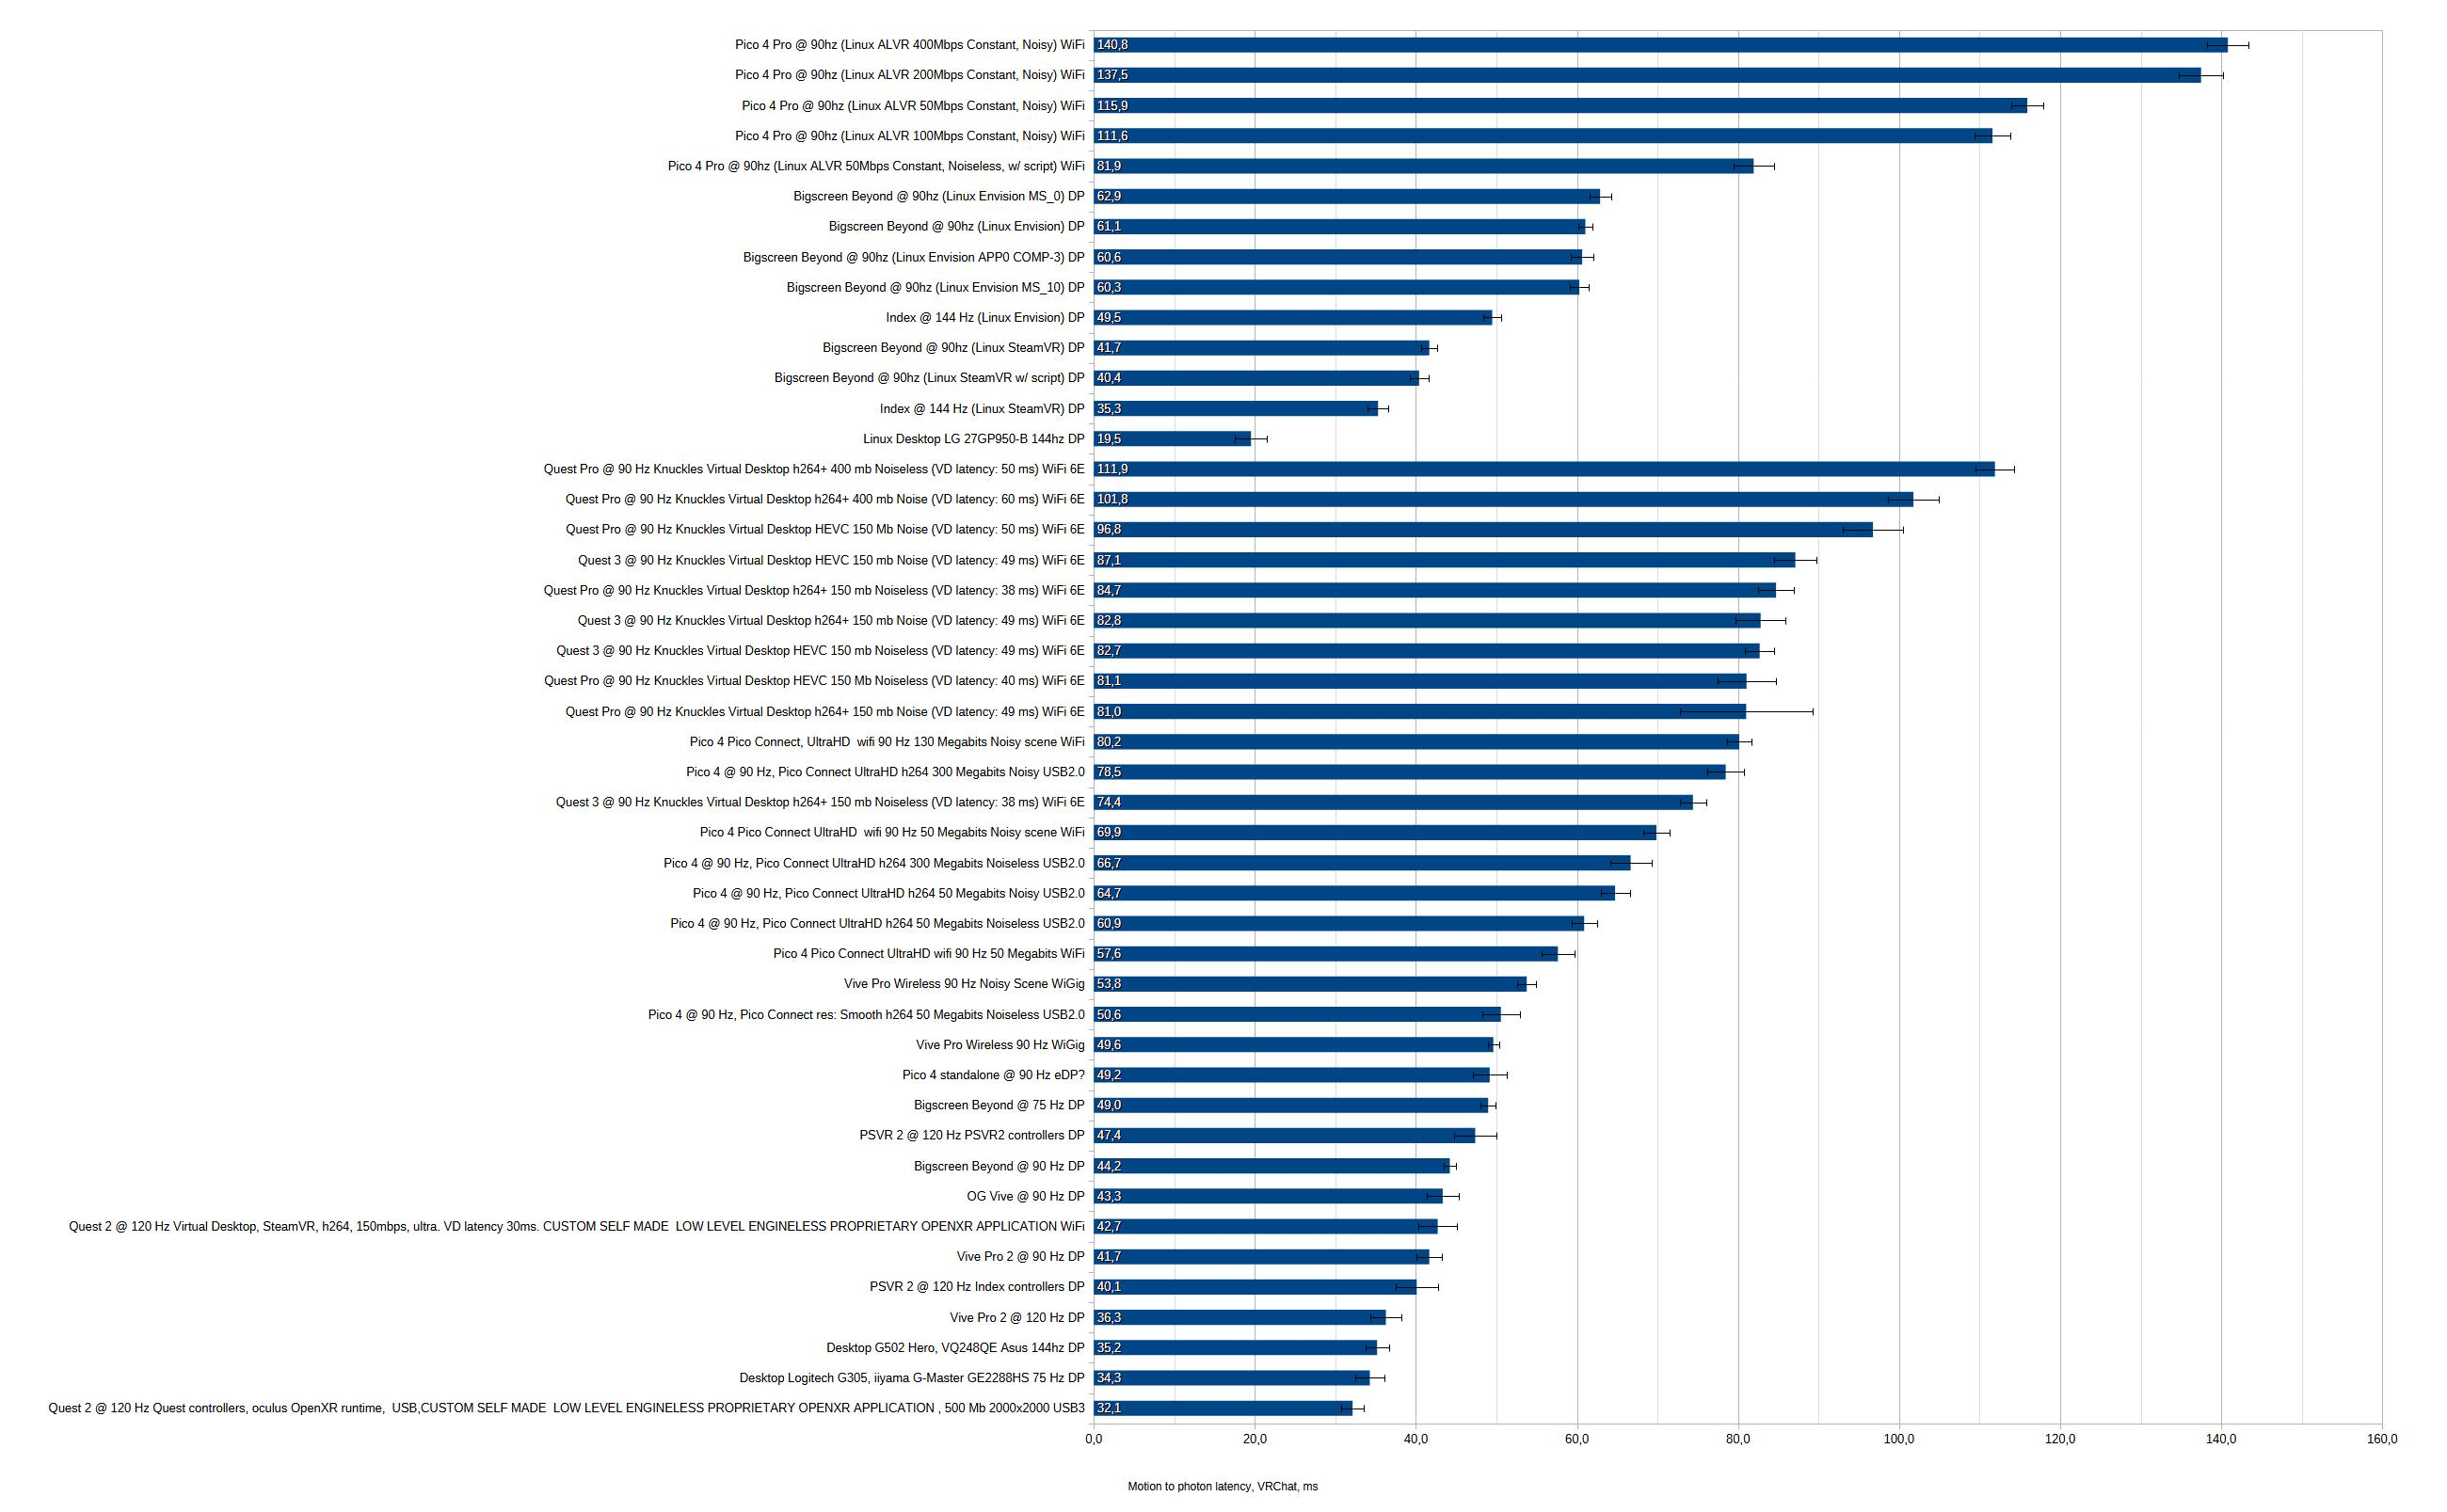 Pico 4 Pro @ 90hz (Linux ALVR 400Mbps Constant, Noisy) WiFi 140,8
Pico 4 Pro @ 90hz (Linux ALVR 200Mbps Constant, Noisy) WiFi 137,5
Pico 4 Pro @ 90hz (Linux ALVR 50Mbps Constant, Noisy) WiFi 115,9
Pico 4 Pro @ 90hz (Linux ALVR 100Mbps Constant, Noisy) WiFi 111,6
Pico 4 Pro @ 90hz (Linux ALVR 50Mbps Constant, Noiseless, w/ script) WiFi 81,9
Bigscreen Beyond @ 90hz (Linux Envision MS_0) DP 62,9
Bigscreen Beyond @ 90hz (Linux Envision) DP 61,1
Bigscreen Beyond @ 90hz (Linux Envision APP0 COMP-3) DP 60,6
Bigscreen Beyond @ 90hz (Linux Envision MS_10) DP 60,3
Index @ 144 Hz (Linux Envision) DP 49,5
Bigscreen Beyond @ 90hz (Linux SteamVR) DP 41,7
Bigscreen Beyond @ 90hz (Linux SteamVR w/ script) DP 40,4
Index @ 144 Hz (Linux SteamVR) DP 35,3
Linux Desktop LG 27GP950-B 144hz DP 19,5
Quest Pro @ 90 Hz Knuckles Virtual Desktop h264+ 400 mb Noiseless (VD latency: 50 ms) WiFi 6E 111,9
Quest Pro @ 90 Hz Knuckles Virtual Desktop h264+ 400 mb Noise (VD latency: 60 ms) WiFi 6E 101,8
Quest Pro @ 90 Hz Knuckles Virtual Desktop HEVC 150 Mb Noise (VD latency: 50 ms) WiFi 6E 96,8
Quest 3 @ 90 Hz Knuckles Virtual Desktop HEVC 150 mb Noise (VD latency: 49 ms) WiFi 6E 87,1
Quest Pro @ 90 Hz Knuckles Virtual Desktop h264+ 150 mb Noiseless (VD latency: 38 ms) WiFi 6E 84,7
Quest 3 @ 90 Hz Knuckles Virtual Desktop h264+ 150 mb Noise (VD latency: 49 ms) WiFi 6E 82,8
Quest 3 @ 90 Hz Knuckles Virtual Desktop HEVC 150 mb Noiseless (VD latency: 49 ms) WiFi 6E 82,7
Quest Pro @ 90 Hz Knuckles Virtual Desktop HEVC 150 Mb Noiseless (VD latency: 40 ms) WiFi 6E 81,1
Quest Pro @ 90 Hz Knuckles Virtual Desktop h264+ 150 mb Noise (VD latency: 49 ms) WiFi 6E 81,0
Pico 4 Pico Connect, UltraHD  wifi 90 Hz 130 Megabits Noisy scene WiFi 80,2
Pico 4 @ 90 Hz, Pico Connect UltraHD h264 300 Megabits Noisy USB2.0 78,5
Quest 3 @ 90 Hz Knuckles Virtual Desktop h264+ 150 mb Noiseless (VD latency: 38 ms) WiFi 6E 74,4
Pico 4 Pico Connect UltraHD  wifi 90 Hz 50 Megabits Noisy scene WiFi 69,9
Pico 4 @ 90 Hz, Pico Connect UltraHD h264 300 Megabits Noiseless USB2.0 66,7
Pico 4 @ 90 Hz, Pico Connect UltraHD h264 50 Megabits Noisy USB2.0 64,7
Pico 4 @ 90 Hz, Pico Connect UltraHD h264 50 Megabits Noiseless USB2.0 60,9
Pico 4 Pico Connect UltraHD wifi 90 Hz 50 Megabits WiFi 57,6
Vive Pro Wireless 90 Hz Noisy Scene WiGig 53,8
Pico 4 @ 90 Hz, Pico Connect res: Smooth h264 50 Megabits Noiseless USB2.0 50,6
Vive Pro Wireless 90 Hz WiGig 49,6
Pico 4 standalone @ 90 Hz eDP? 49,2
Bigscreen Beyond @ 75 Hz DP 49,0
PSVR 2 @ 120 Hz PSVR2 controllers DP 47,4
Bigscreen Beyond @ 90 Hz DP 44,2
OG Vive @ 90 Hz DP 43,3
Quest 2 @ 120 Hz Virtual Desktop, SteamVR, h264, 150mbps, ultra. VD latency 30ms. CUSTOM SELF MADE  LOW LEVEL ENGINELESS PROPRIETARY OPENXR APPLICATION WiFi 42,7
Vive Pro 2 @ 90 Hz DP 41,7
PSVR 2 @ 120 Hz Index controllers DP 40,1
Vive Pro 2 @ 120 Hz DP 36,3
Desktop G502 Hero, VQ248QE Asus 144hz DP 35,2
Desktop Logitech G305, iiyama G-Master GE2288HS 75 Hz DP 34,3
Quest 2 @ 120 Hz Quest controllers, oculus OpenXR runtime,  USB,CUSTOM SELF MADE  LOW LEVEL ENGINELESS PROPRIETARY OPENXR APPLICATION , 500 Mb 2000x2000 USB3 32,1
0,0 20,0 40,0 60,0 80,0 100,0 120,0 140,0 160,0
Motion to photon latency, VRChat, ms